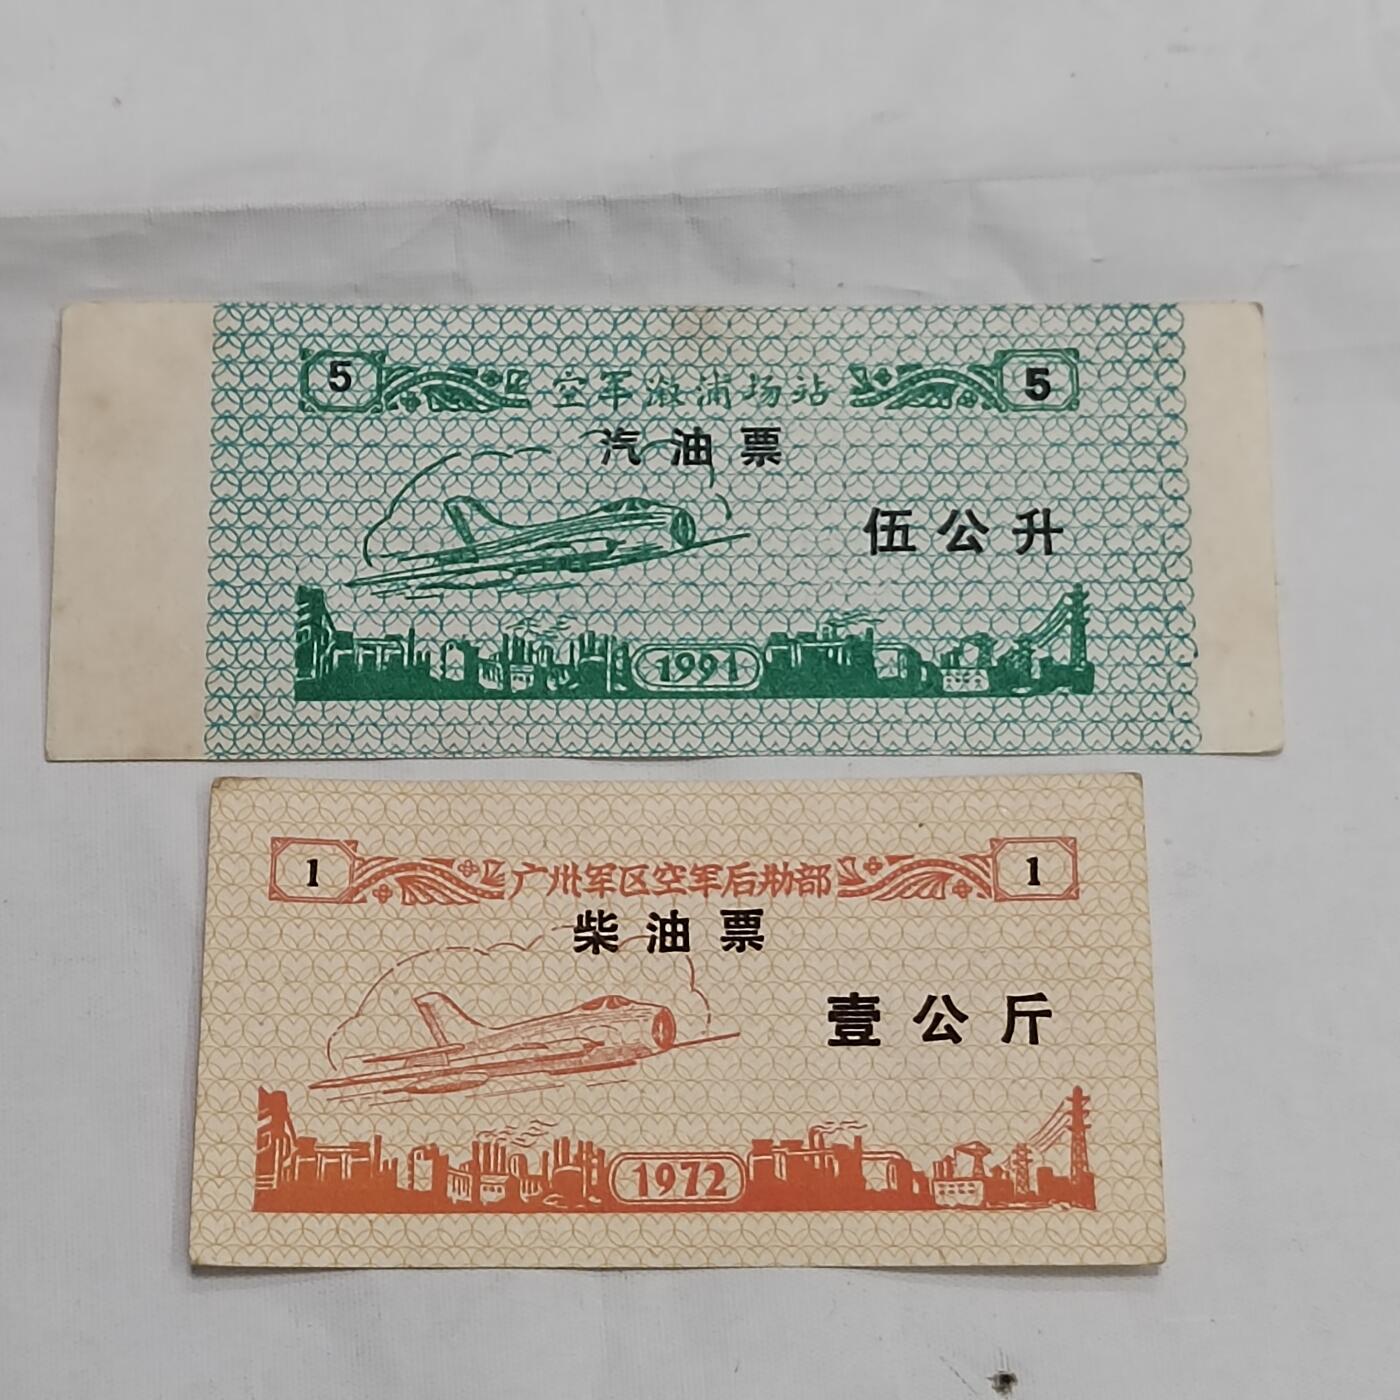 5 空军溆浦场站 5
汽油票
伍公升
1991
1 广州军区空军后勤部 1
柴油票
壹公斤
1972